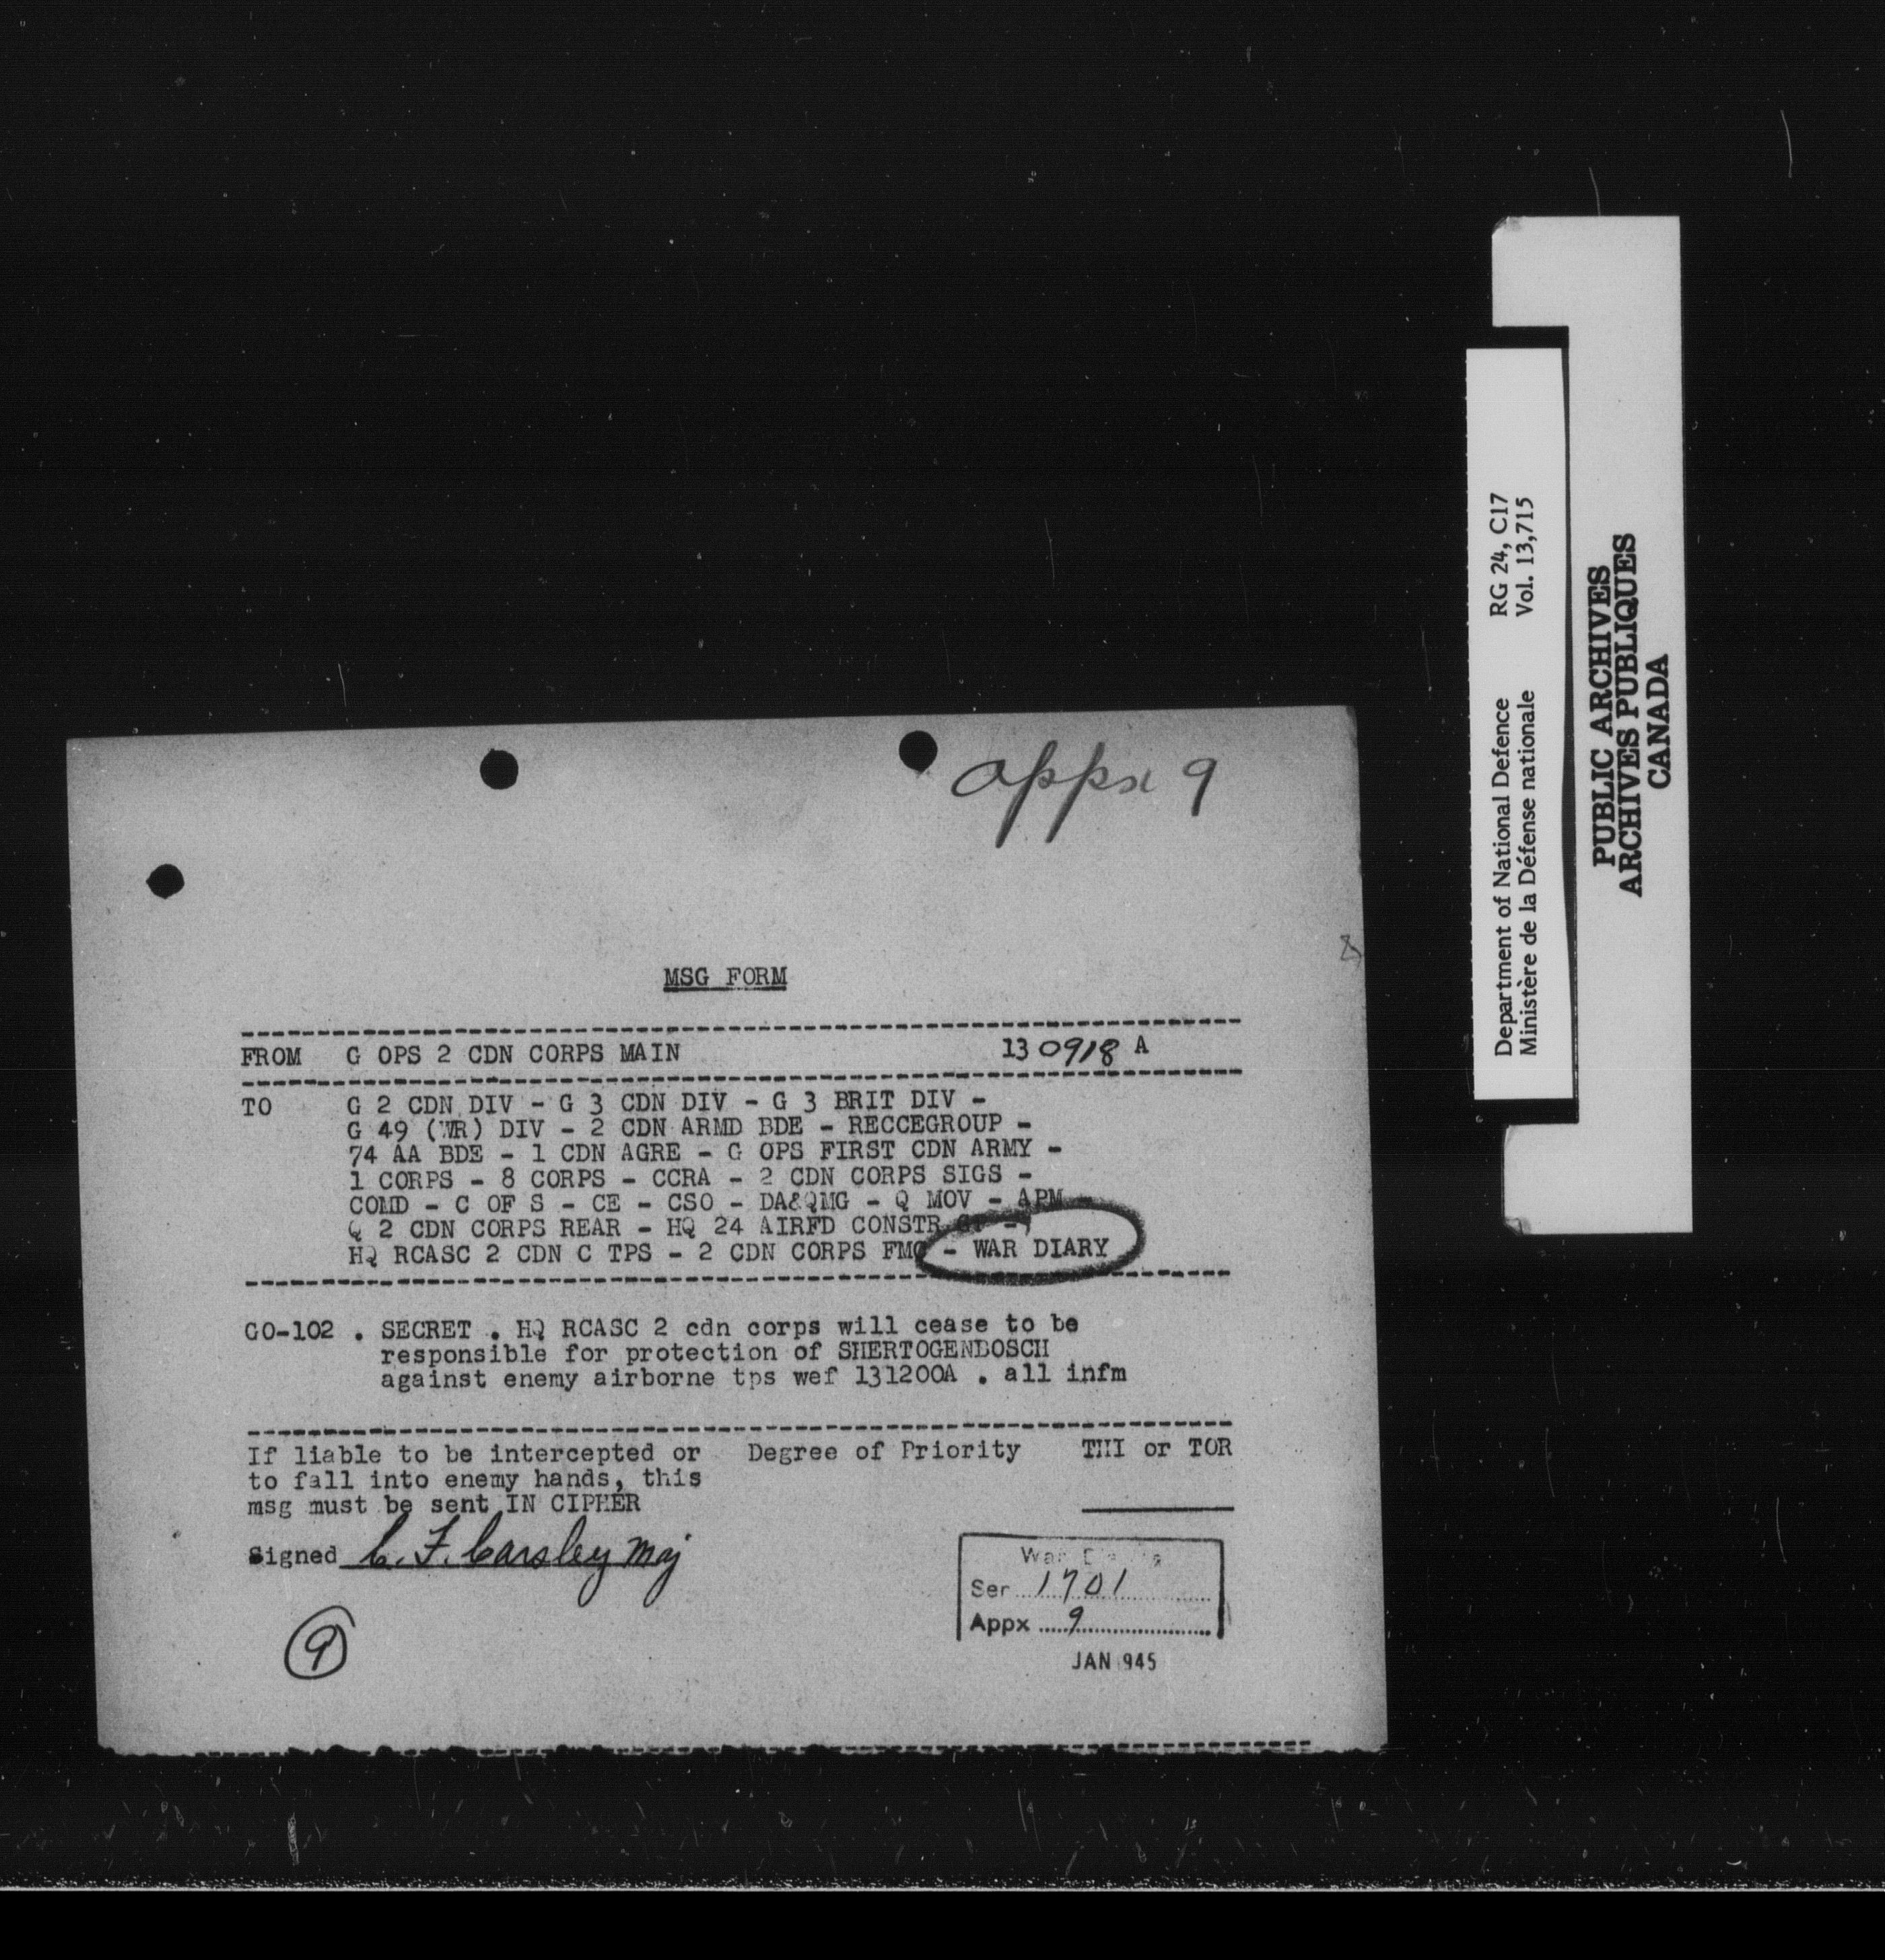 appx 9
MSG FORM
FROM G OPS 2 CDN CORPS MAIN 130918 A
TO G 2 CDN DIV - G 3 CDN DIV - G 3 BRIT DIV -
G 49 (WR) DIV - 2 CDN ARMD BDE - RECCEGROUP -
74 AA BDE - 1 CDN AGRE - G OPS FIRST CDN ARMY -
1 CORPS - 8 CORPS - CCRA - 2 CDN CORPS SIGS -
COMD - C OF S - CE - CSO - DA&QMG - Q MOV - APM -
Q 2 CDN CORPS REAR - HQ 24 AIRFD CONSTR GP -
HQ RCASC 2 CDN C TPS - 2 CDN CORPS FMC - WAR DIARY
GO-102 . SECRET . HQ RCASC 2 cdn corps will cease to be
responsible for protection of SHERTOGENBOSCH
against enemy airborne tps wef 131200A . all infm
If liable to be intercepted or Degree of Priority THI or TOR
to fall into enemy hands, this
msg must be sent IN CIPHER
Signed C. F. Carsley Maj
9
War
Ser 1701
Appx 9
JAN 945
Department of National Defence RG 24, C17
Ministère de la Défense nationale Vol. 13,715
PUBLIC ARCHIVES
ARCHIVES PUBLIQUES
CANADA